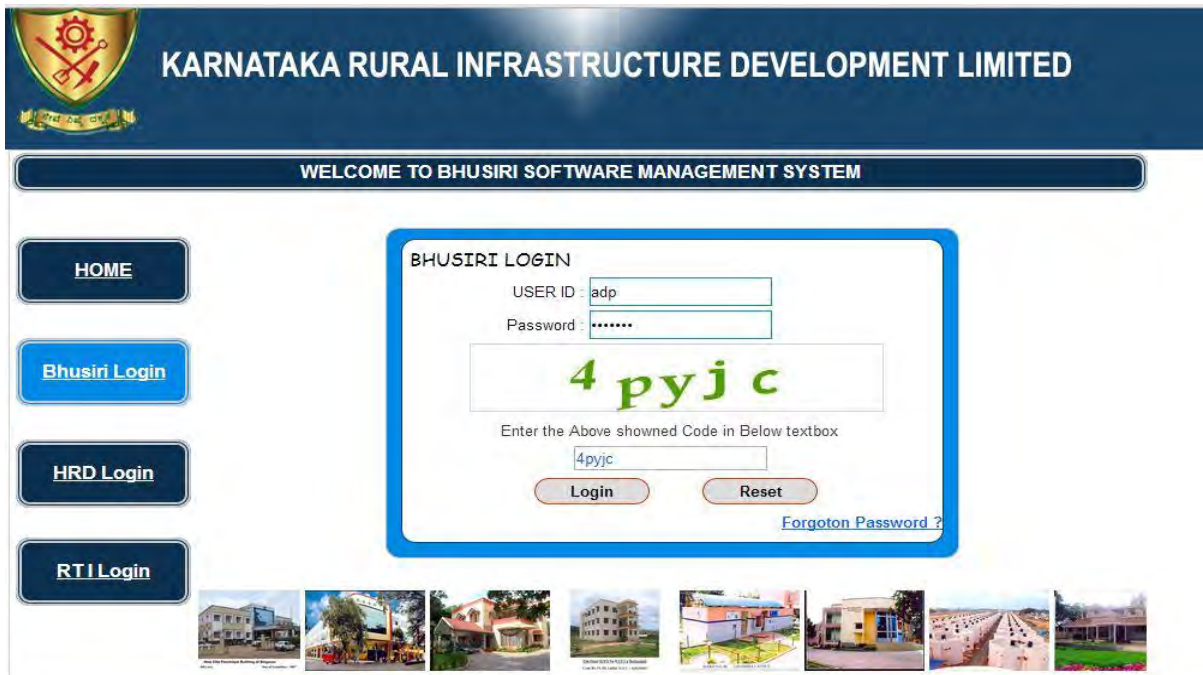 KARNATAKA RURAL INFRASTRUCTURE DEVELOPMENT LIMITED
WELCOME TO BHUSIRI SOFTWARE MANAGEMENT SYSTEM
HOME
Bhusiri Login
HRD Login
RTI Login
BHUSIRI LOGIN
USER ID : adp
Password : •••••••
4 pyjc
Enter the Above showned Code in Below textbox
4pyjc
Login Reset
Forgoton Password ?